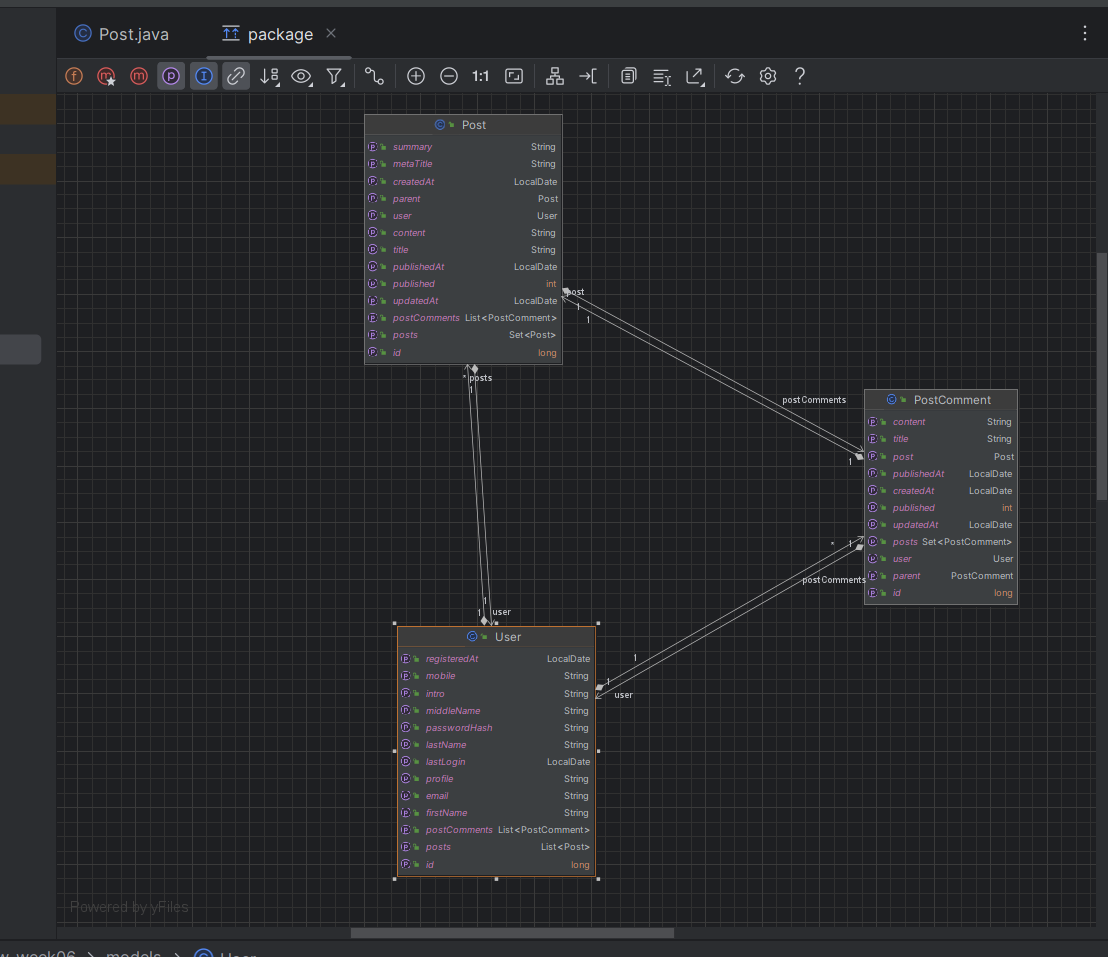 Post.java
package
1:1
Post
summary String
metaTitle String
createdAt LocalDate
parent Post
user User
content String
title String
publishedAt LocalDate
published int
updatedAt LocalDate
postComments List<PostComment>
posts Set<Post>
id long
post
1
1
* posts
1
postComments
1
PostComment
content String
title String
post Post
publishedAt LocalDate
createdAt LocalDate
published int
updatedAt LocalDate
posts Set<PostComment>
user User
parent PostComment
id long
* 1
postComments
1
1 user
1
1
user
User
registeredAt LocalDate
mobile String
intro String
middleName String
passwordHash String
lastName String
lastLogin LocalDate
profile String
email String
firstName String
postComments List<PostComment>
posts List<Post>
id long
Powered by yFiles
w_week06 > models > User